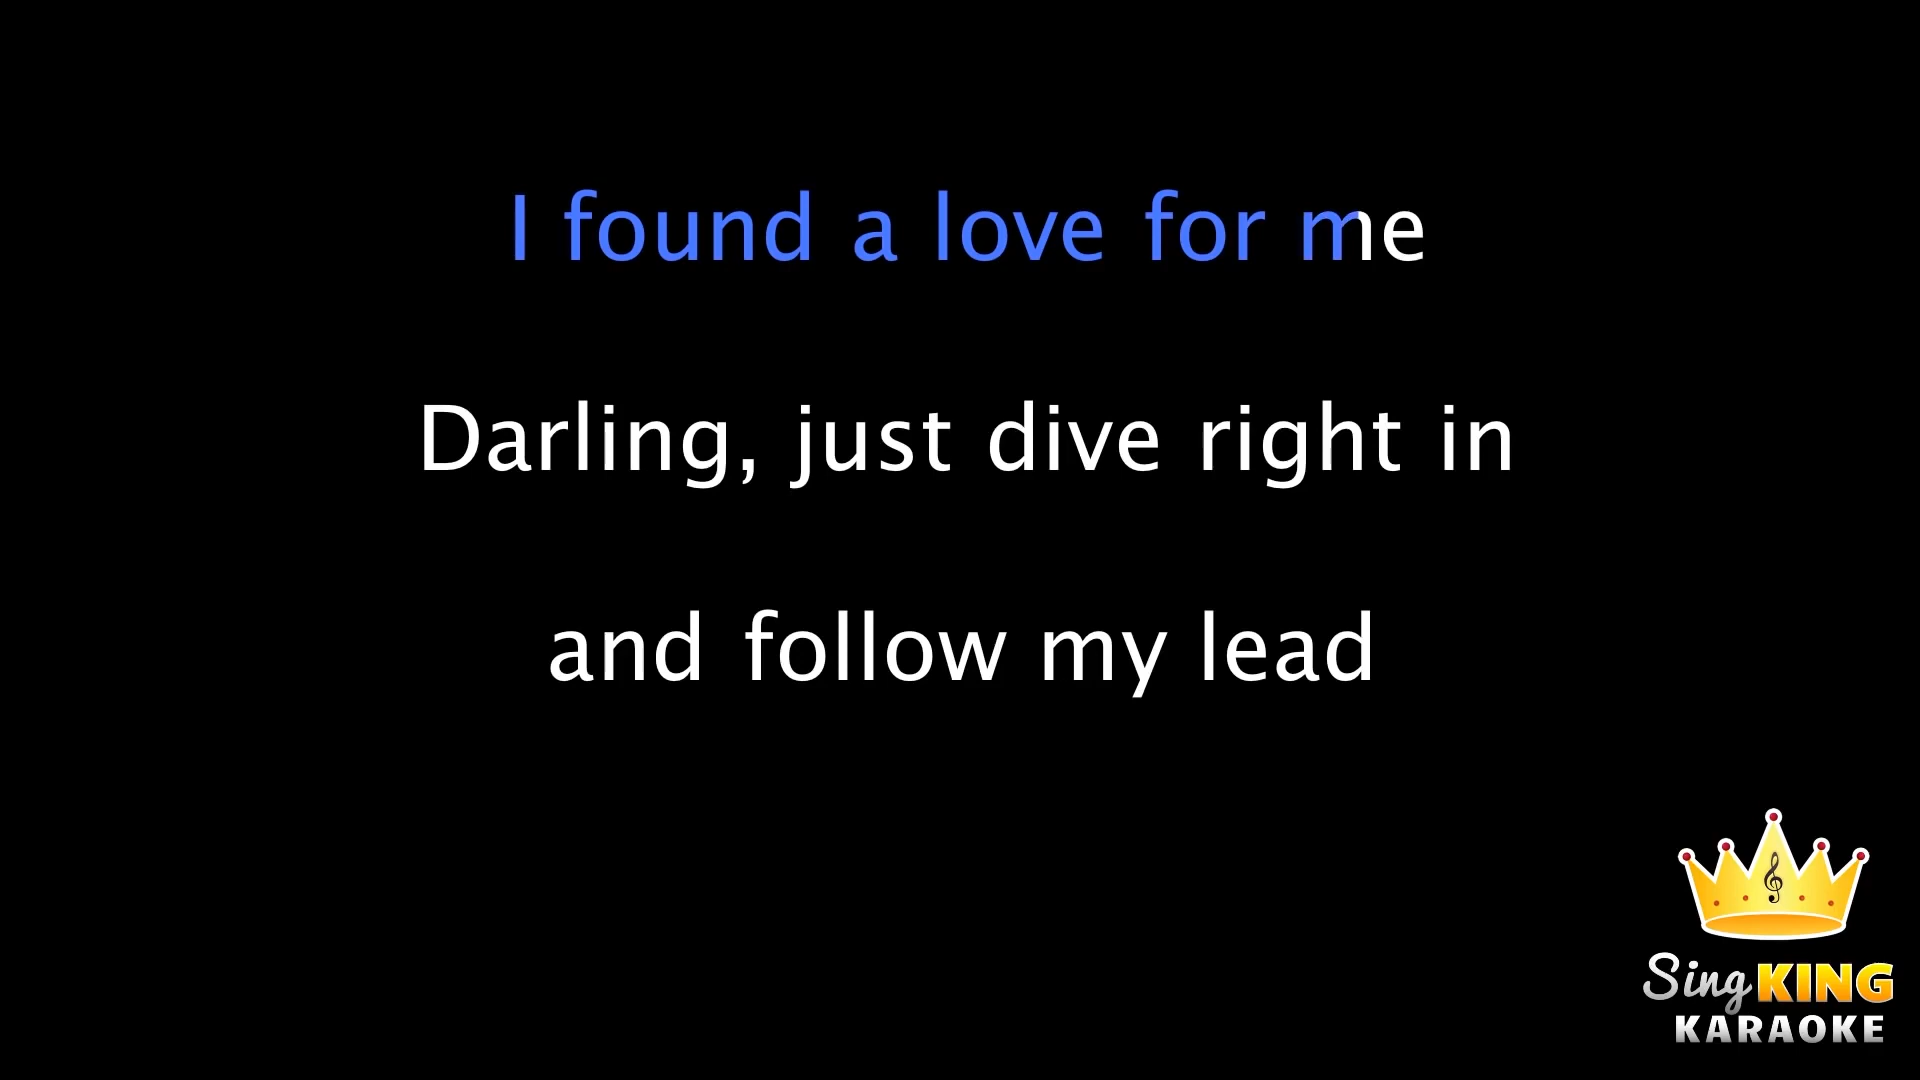 I found a love for me
Darling, just dive right in
and follow my lead
Sing KING
KARAOKE